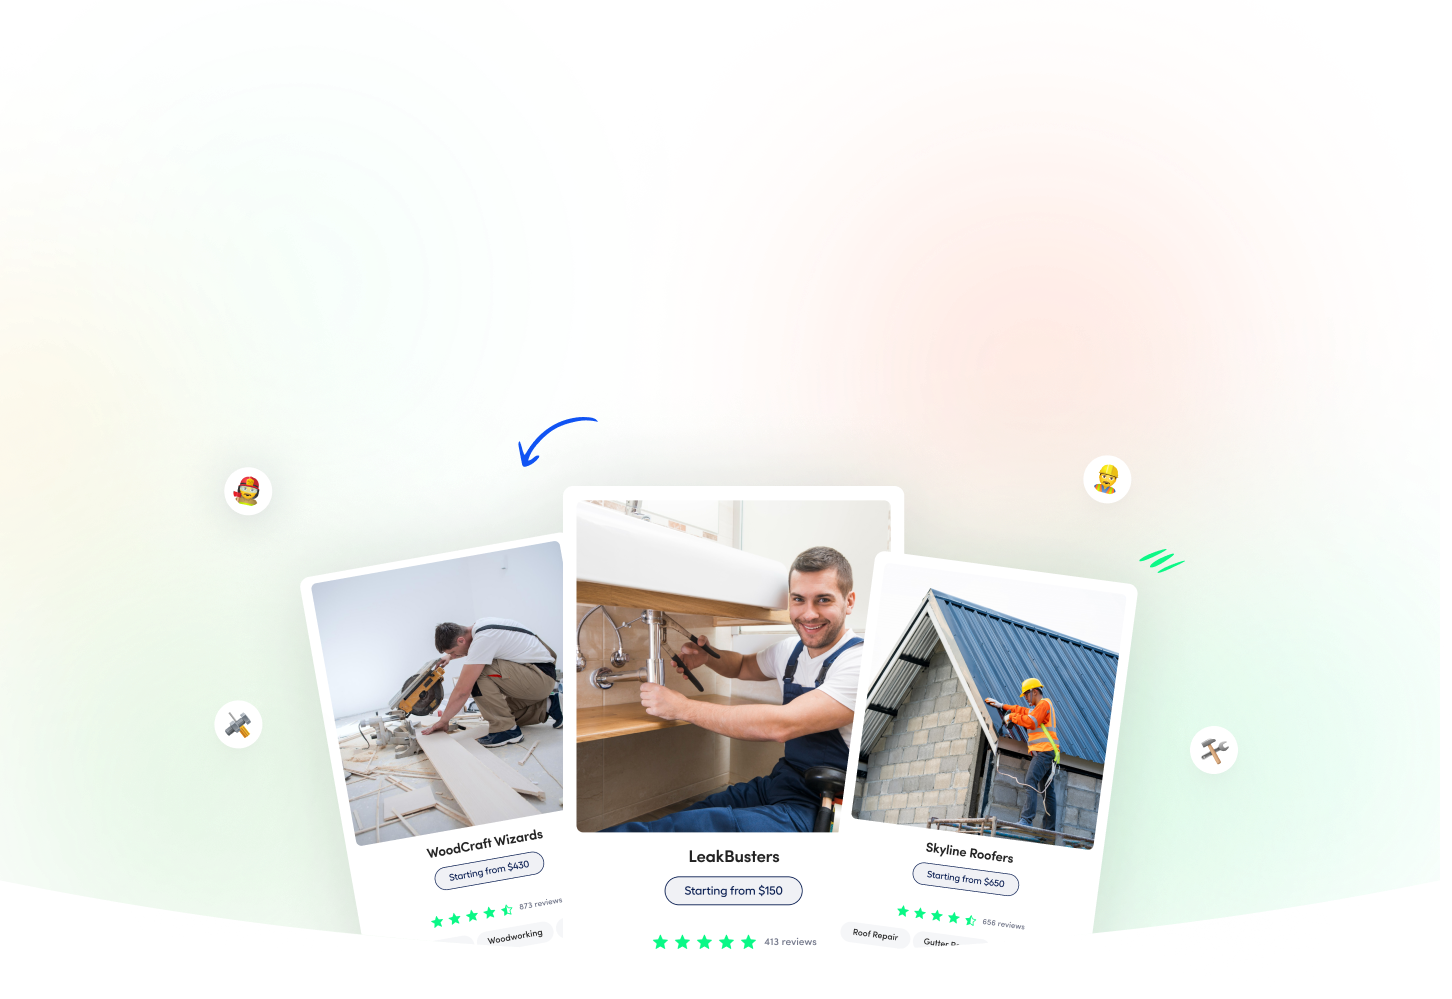 WoodCraft Wizards
Starting from $430
873 reviews
Woodworking
LeakBusters
Starting from $150
413 reviews
Skyline Roofers
Starting from $650
658 reviews
Roof Repair
Gutter